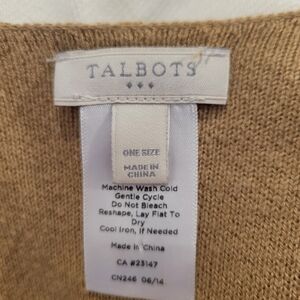 TALBOTS
ONE SIZE
MADE IN
CHINA
Machine Wash Cold
Gentle Cycle
Do Not Bleach
Reshape, Lay Flat To
Dry
Cool Iron, If Needed
Made In China
CA #23147
CN246 06/14